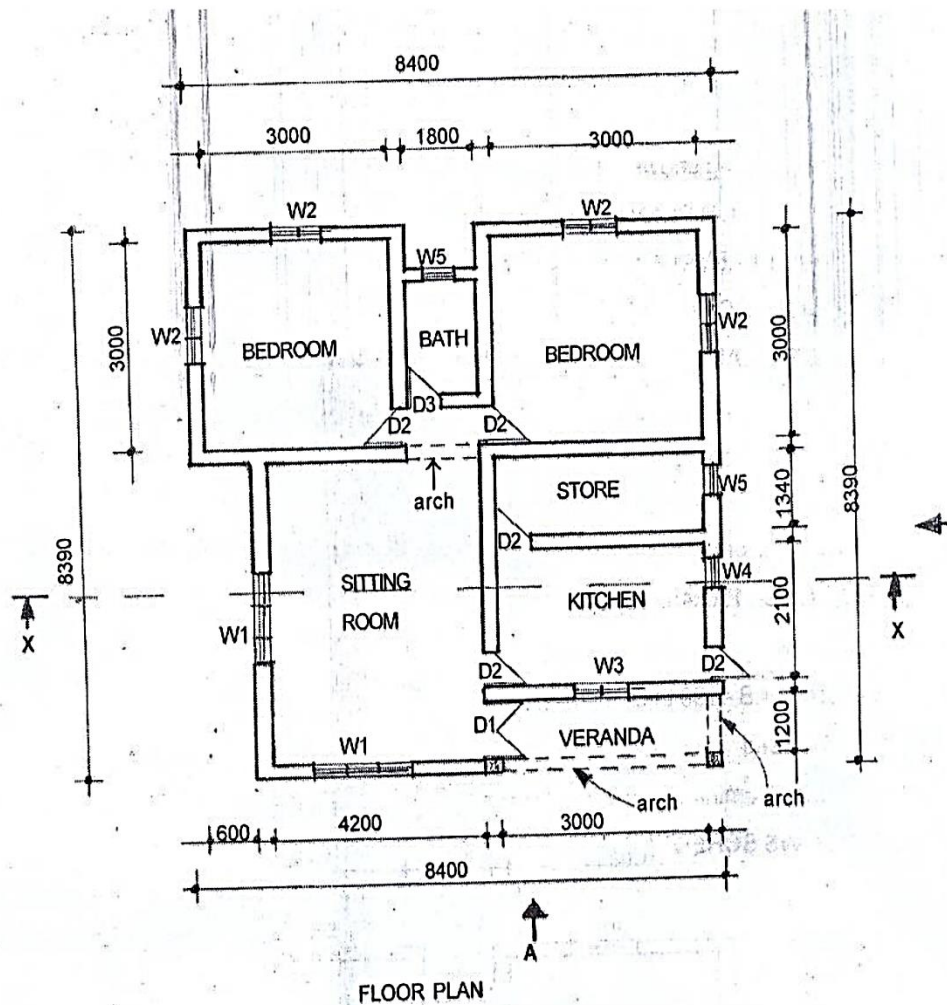 8400
3000 1800 3000
W2 W2
W5
W2 3000 BEDROOM BATH BEDROOM W2 3000
D3
D2 D2
arch
STORE W5 1340
8390 D2 8390
SITTING W4
ROOM KITCHEN 2100
X X
W1
D2 W3 D2
D1 VERANDA 1200
W1
arch arch
600 4200 3000
8400
A
FLOOR PLAN